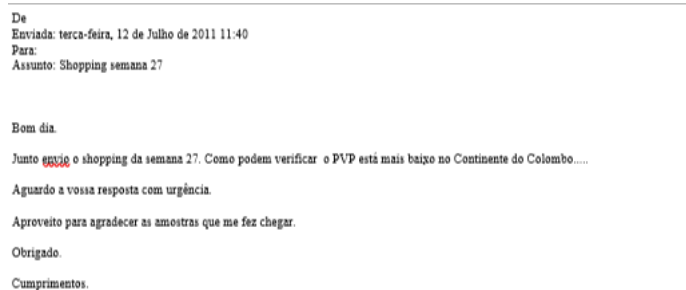 De
Enviada: terca-feira, 12 de Julho de 2011 11:40
Para:
Assunto: Shopping semana 27
Bom dia.
Junto envio o shopping da semana 27. Como podem verificar o PVP está mais baixo no Continente do Colombo.....
Aguardo a vossa resposta com urgência.
Aproveito para agradecer as amostras que me fez chegar.
Obrigado.
Cumprimentos.